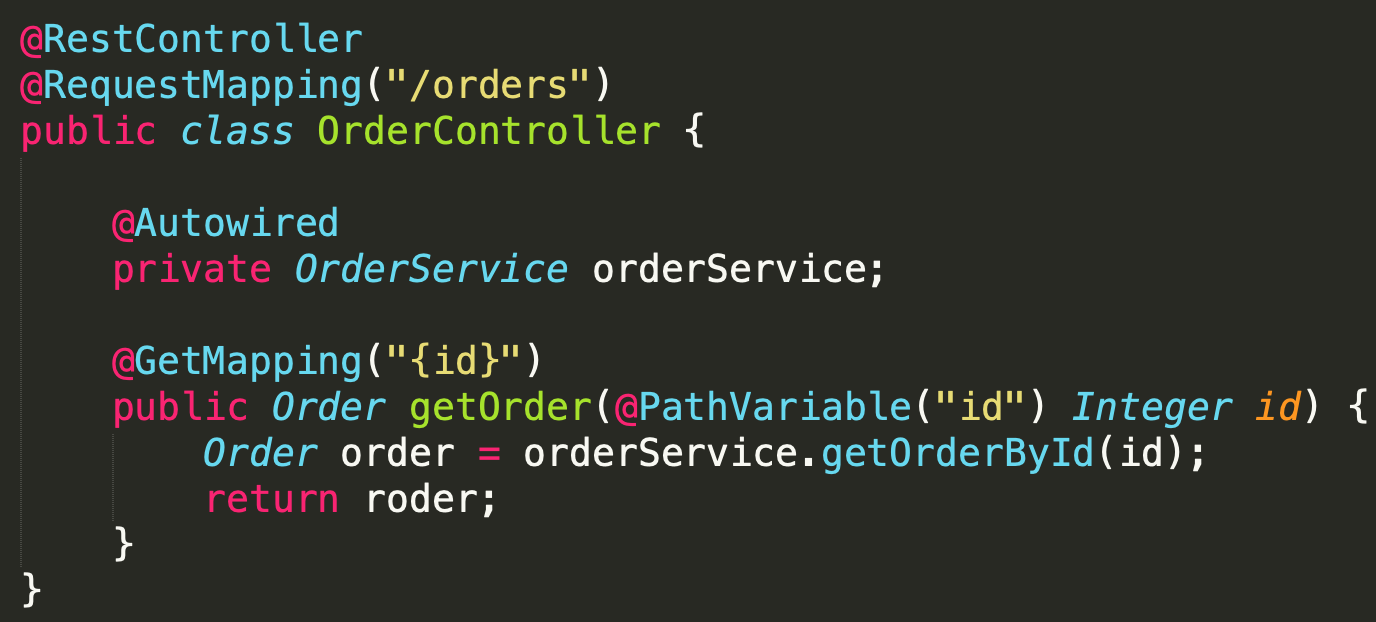 @RestController
@RequestMapping("/orders")
public class OrderController {
@Autowired
private OrderService orderService;
@GetMapping("{id}")
public Order getOrder(@PathVariable("id") Integer id) {
Order order = orderService.getOrderById(id);
return roder;
}
}